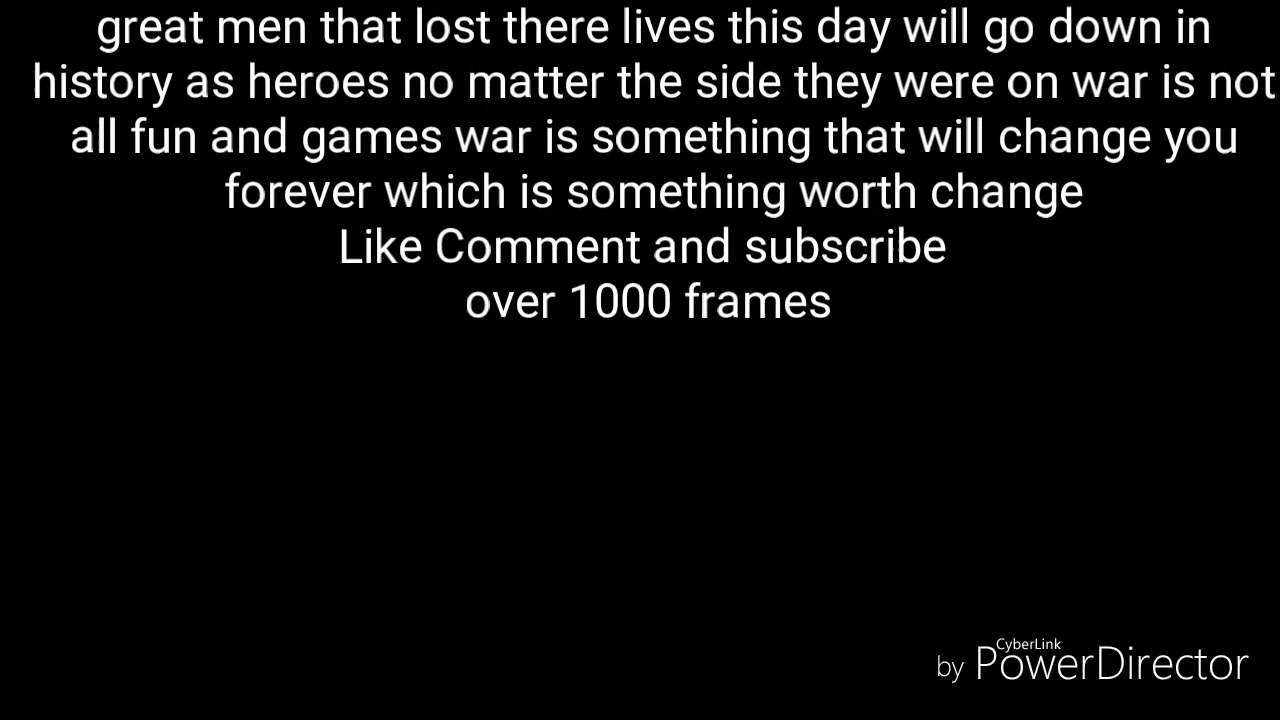 great men that lost there lives this day will go down in
history as heroes no matter the side they were on war is not
all fun and games war is something that will change you
forever which is something worth change
Like Comment and subscribe
over 1000 frames
CyberLink
by PowerDirector